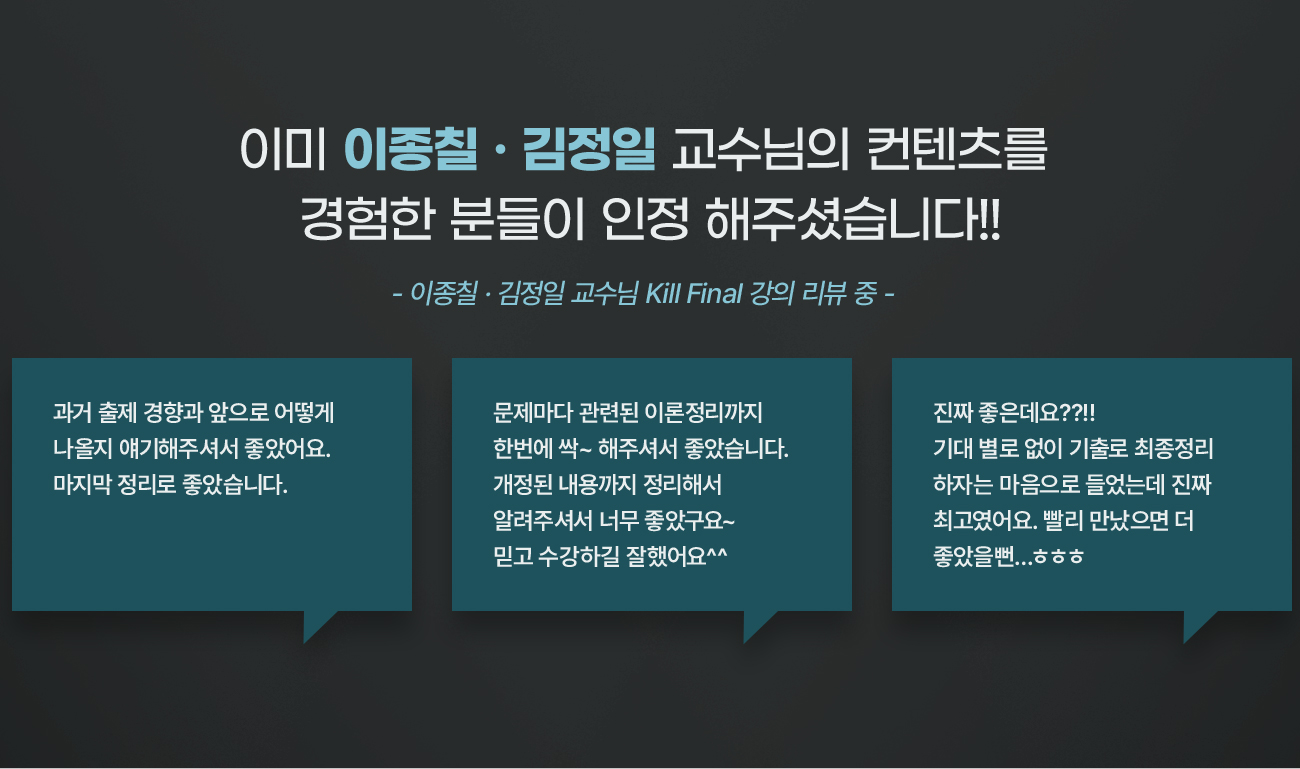 이미 이종칠 · 김정일 교수님의 컨텐츠를
경험한 분들이 인정 해주셨습니다!!
- 이종칠 · 김정일 교수님 Kill Final 강의 리뷰 중 -
과거 출제 경향과 앞으로 어떻게
나올지 얘기해주셔서 좋았어요.
마지막 정리로 좋았습니다.
문제마다 관련된 이론정리까지
한번에 싹~ 해주셔서 좋았습니다.
개정된 내용까지 정리해서
알려주셔서 너무 좋았구요~
믿고 수강하길 잘했어요^^
진짜 좋은데요??!!
기대 별로 없이 기출로 최종정리
하자는 마음으로 들었는데 진짜
최고였어요. 빨리 만났으면 더
좋았을뻔...ㅎㅎㅎ